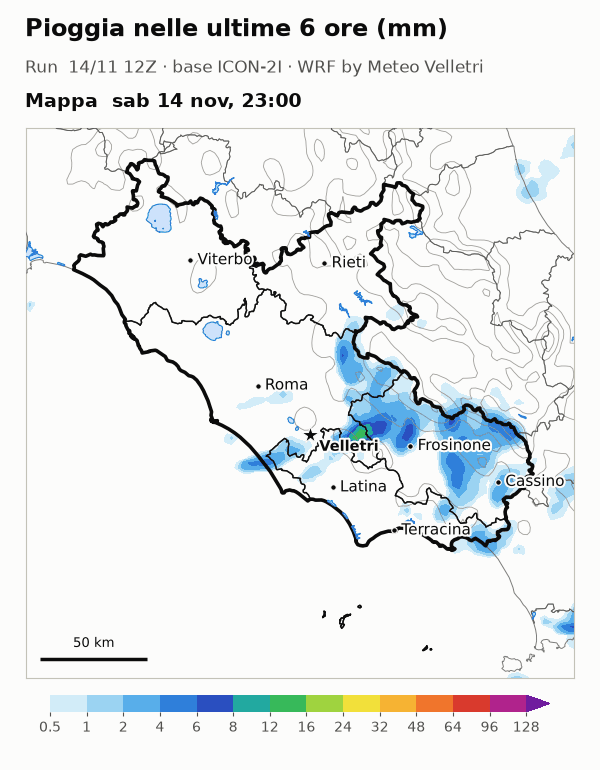 Pioggia nelle ultime 6 ore (mm)
Run  14/11 12Z · base ICON-2I · WRF by Meteo Velletri
Mappa  sab 14 nov, 23:00
Viterbo
Rieti
Roma
Velletri
Frosinone
Latina
Cassino
Terracina
50 km
0.5 1 2 4 6 8 12 16 24 32 48 64 96 128